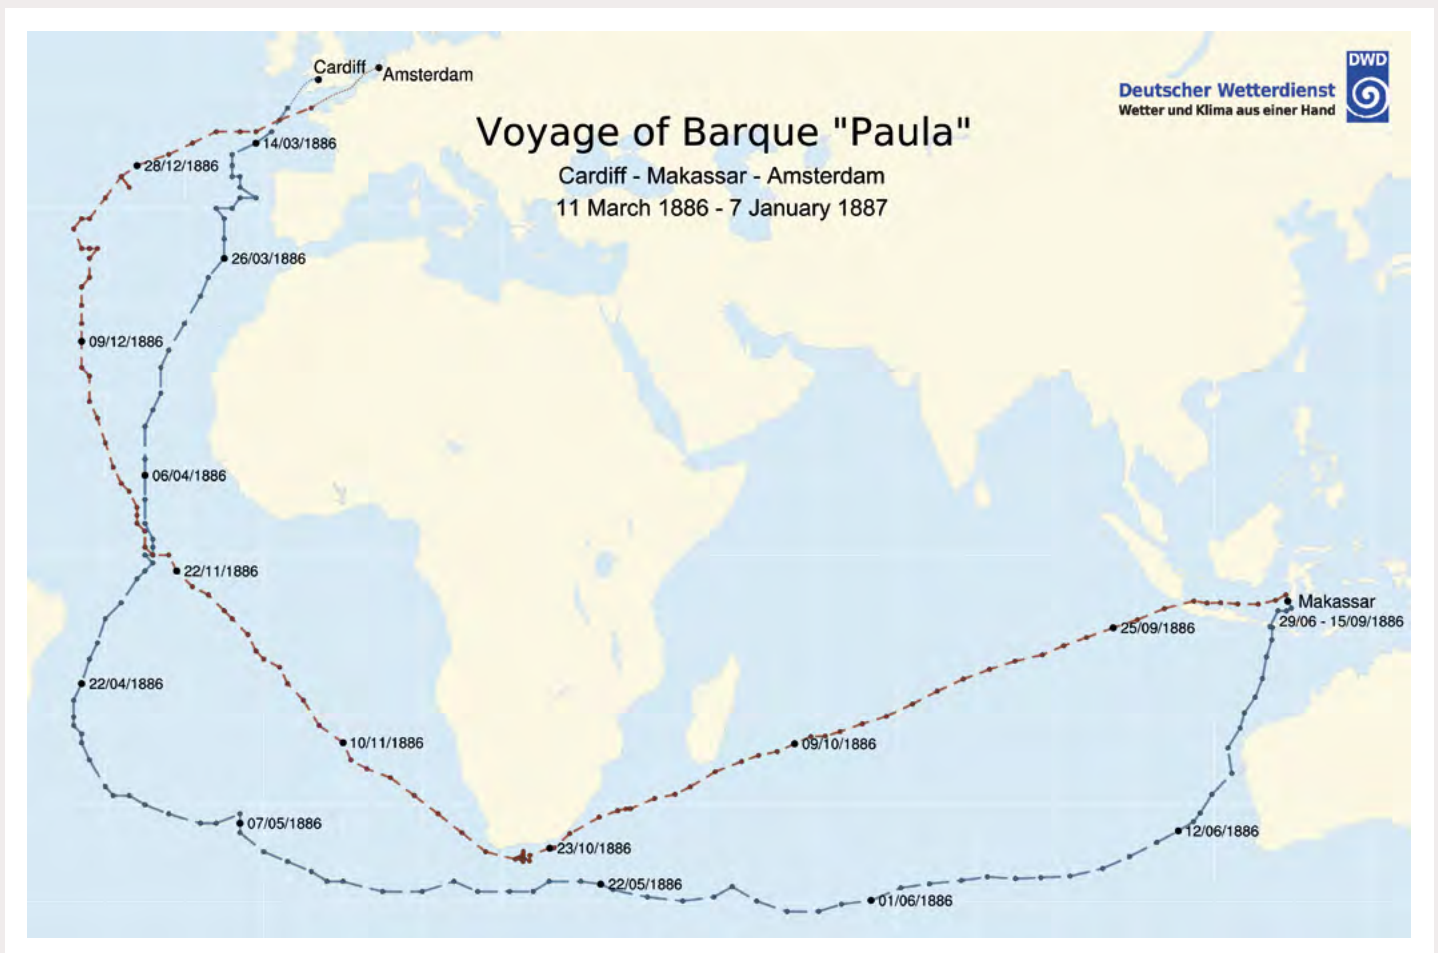 Cardiff
Amsterdam
DWD
Deutscher Wetterdienst
Wetter und Klima aus einer Hand
Voyage of Barque "Paula"
Cardiff - Makassar - Amsterdam
11 March 1886 - 7 January 1887
14/03/1886
28/12/1886
26/03/1886
09/12/1886
06/04/1886
22/11/1886
Makassar
29/06 - 15/09/1886
25/09/1886
22/04/1886
10/11/1886
09/10/1886
07/05/1886
12/06/1886
23/10/1886
22/05/1886
01/06/1886